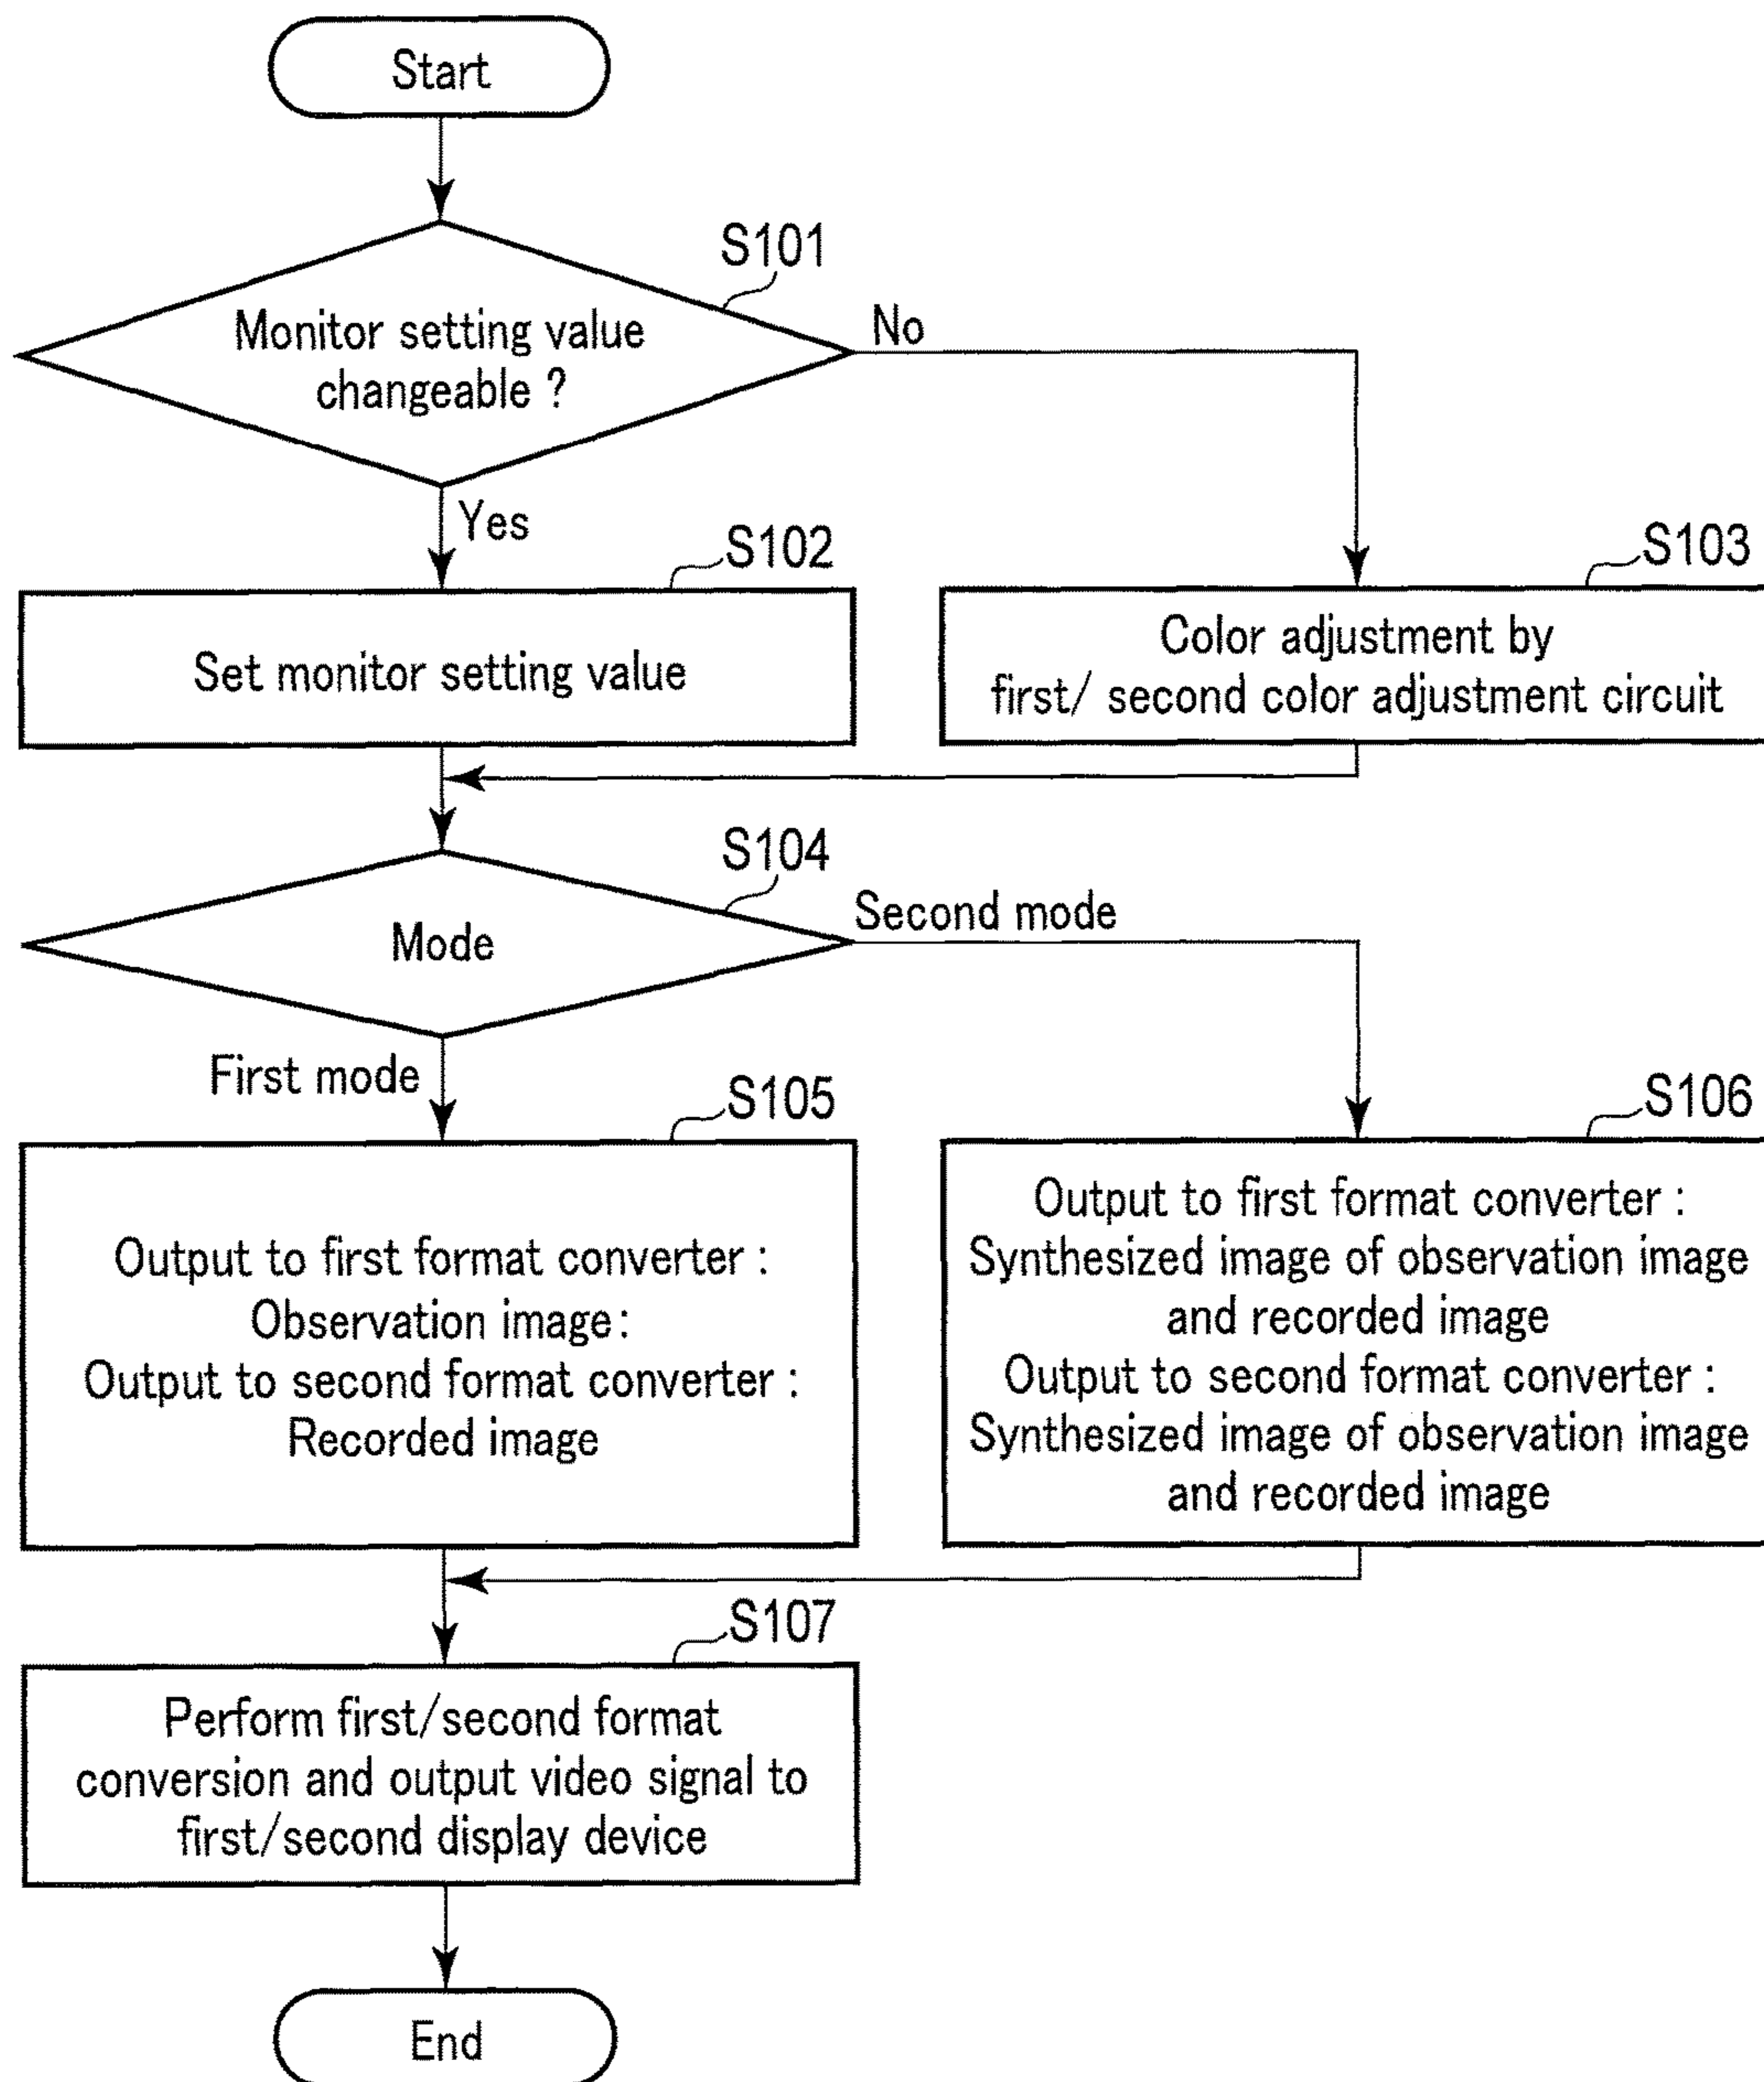 Start
S101
Monitor setting value
changeable ?
No
Yes
S102
Set monitor setting value
S103
Color adjustment by
first/ second color adjustment circuit
S104
Mode
Second mode
First mode
S105
Output to first format converter :
Observation image :
Output to second format converter :
Recorded image
S106
Output to first format converter :
Synthesized image of observation image
and recorded image
Output to second format converter :
Synthesized image of observation image
and recorded image
S107
Perform first/second format
conversion and output video signal to
first/second display device
End